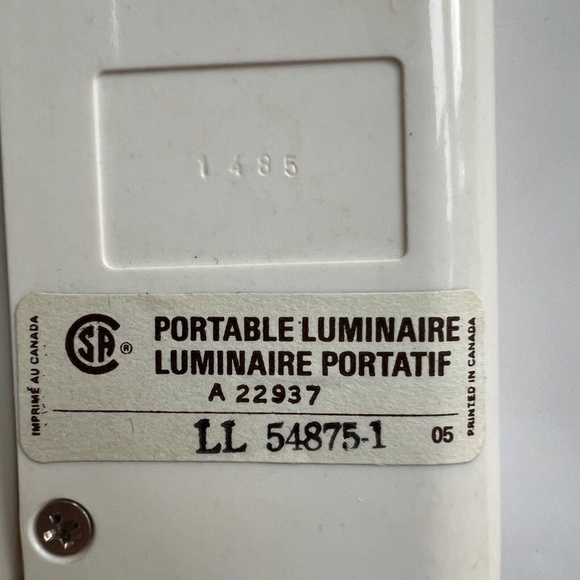 1485
IMPRIMÉ AU CANADA
CSA ®
PORTABLE LUMINAIRE
LUMINAIRE PORTATIF
A 22937
LL 54875-1
05
PRINTED IN CANADA